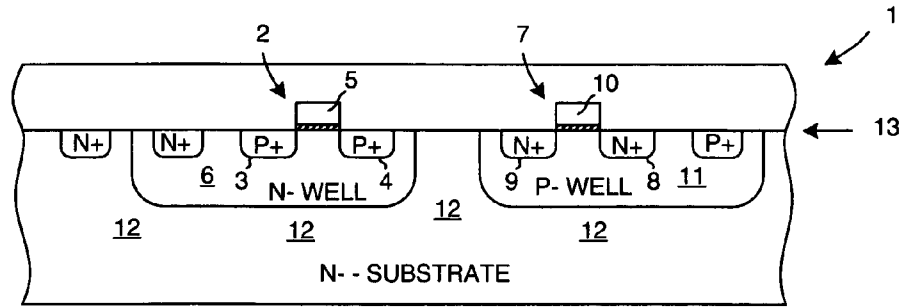 1
2
7
5
10
13
N+
N+
P+
P+
N+
N+
P+
6
3
4
9
8
11
N- WELL
P- WELL
12
12
12
12
N- - SUBSTRATE